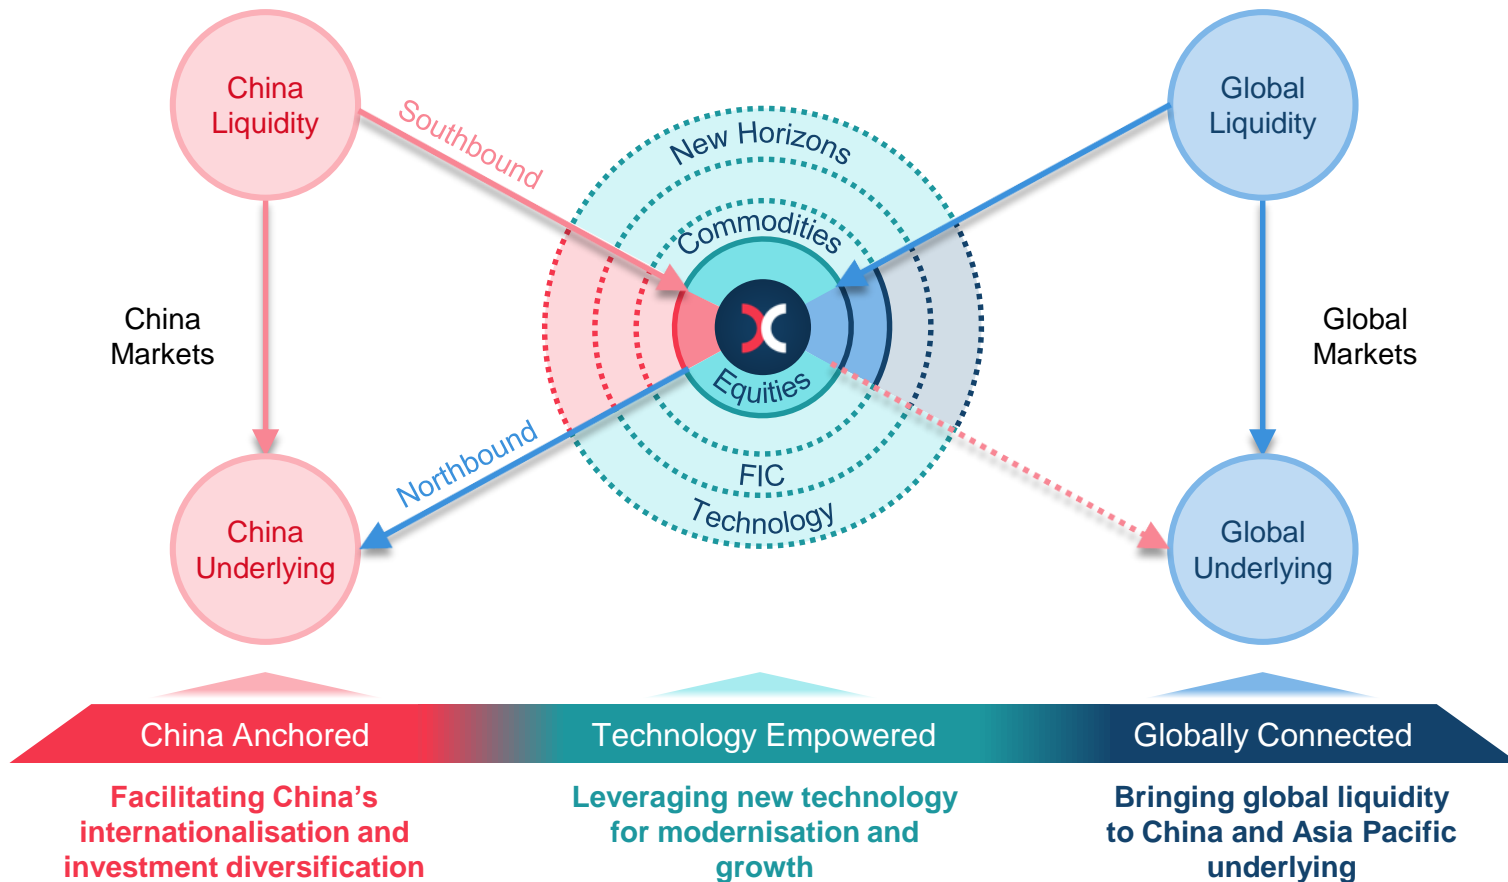 China
Liquidity
Southbound
New Horizons
Commodities
Global
Liquidity
China
Markets
Global
Markets
Equities
Northbound
FIC
Technology
China
Underlying
Global
Underlying
China Anchored
Technology Empowered
Globally Connected
Facilitating China’s
internationalisation and
investment diversification
Leveraging new technology
for modernisation and
growth
Bringing global liquidity
to China and Asia Pacific
underlying